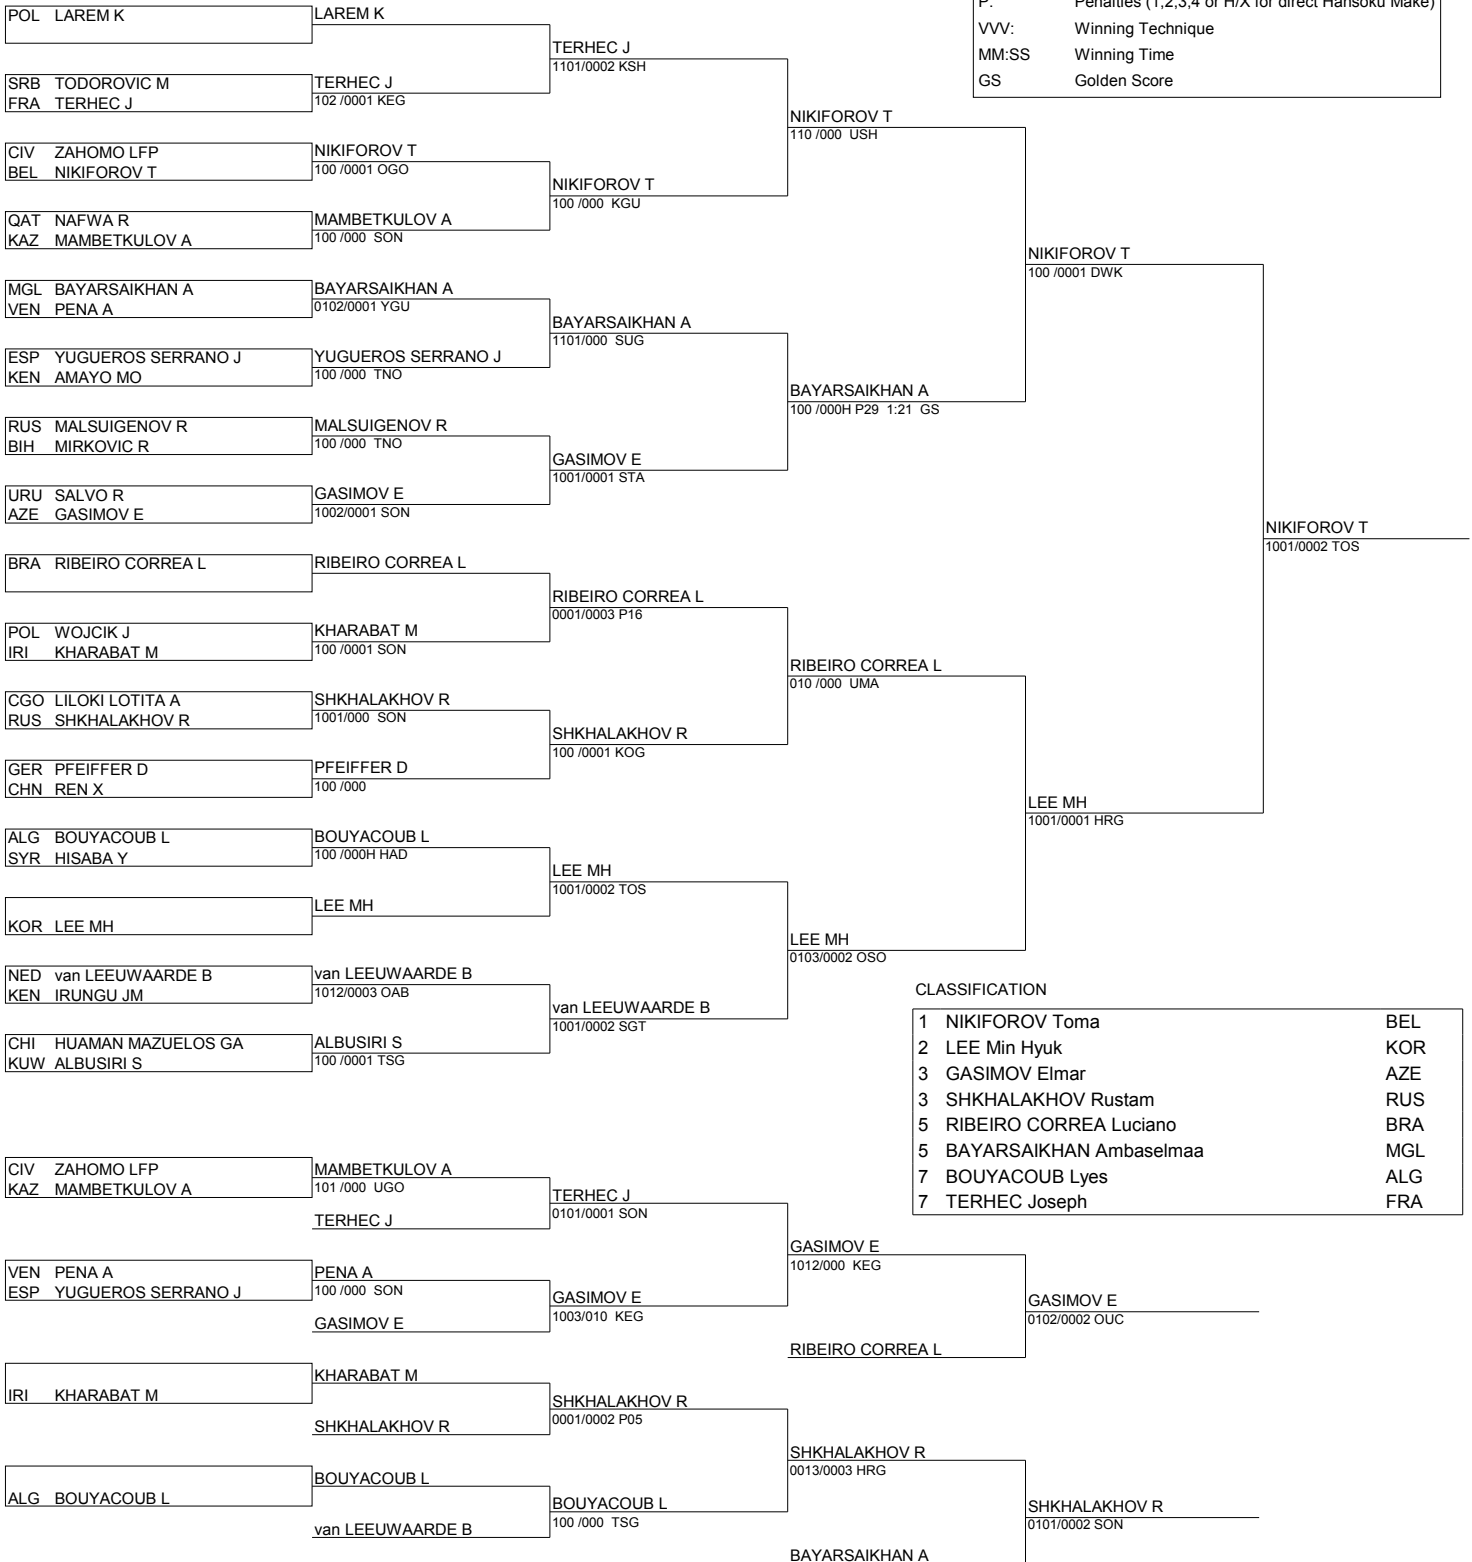 P: Penalties (1,2,3,4 or H/X for direct Hansoku Make)
VVV: Winning Technique
MM:SS Winning Time
GS Golden Score
POL LAREM K
SRB TODOROVIC M
FRA TERHEC J
CIV ZAHOMO LFP
BEL NIKIFOROV T
QAT NAFWA R
KAZ MAMBETKULOV A
MGL BAYARSAIKHAN A
VEN PENA A
ESP YUGUEROS SERRANO J
KEN AMAYO MO
RUS MALSUIGENOV R
BIH MIRKOVIC R
URU SALVO R
AZE GASIMOV E
BRA RIBEIRO CORREA L
POL WOJCIK J
IRI KHARABAT M
CGO LILOKI LOTITA A
RUS SHKHALAKHOV R
GER PFEIFFER D
CHN REN X
ALG BOUYACOUB L
SYR HISABA Y
KOR LEE MH
NED van LEEUWAARDE B
KEN IRUNGU JM
CHI HUAMAN MAZUELOS GA
KUW ALBUSIRI S
LAREM K
TERHEC J
102 /0001 KEG
NIKIFOROV T
100 /0001 OGO
MAMBETKULOV A
100 /000 SON
BAYARSAIKHAN A
0102/0001 YGU
YUGUEROS SERRANO J
100 /000 TNO
MALSUIGENOV R
100 /000 TNO
GASIMOV E
1002/0001 SON
RIBEIRO CORREA L
KHARABAT M
100 /0001 SON
SHKHALAKHOV R
1001/000 SON
PFEIFFER D
100 /000
BOUYACOUB L
100 /000H HAD
LEE MH
van LEEUWAARDE B
1012/0003 OAB
ALBUSIRI S
100 /0001 TSG
TERHEC J
1101/0002 KSH
NIKIFOROV T
100 /000 KGU
BAYARSAIKHAN A
1101/000 SUG
GASIMOV E
1001/0001 STA
RIBEIRO CORREA L
0001/0003 P16
SHKHALAKHOV R
100 /0001 KOG
LEE MH
1001/0002 TOS
van LEEUWAARDE B
1001/0002 SGT
NIKIFOROV T
110 /000 USH
BAYARSAIKHAN A
100 /000H P29 1:21 GS
RIBEIRO CORREA L
010 /000 UMA
LEE MH
0103/0002 OSO
NIKIFOROV T
100 /0001 DWK
LEE MH
1001/0001 HRG
NIKIFOROV T
1001/0002 TOS
CLASSIFICATION
1 NIKIFOROV Toma BEL
2 LEE Min Hyuk KOR
3 GASIMOV Elmar AZE
3 SHKHALAKHOV Rustam RUS
5 RIBEIRO CORREA Luciano BRA
5 BAYARSAIKHAN Ambaselmaa MGL
7 BOUYACOUB Lyes ALG
7 TERHEC Joseph FRA
CIV ZAHOMO LFP
KAZ MAMBETKULOV A
VEN PENA A
ESP YUGUEROS SERRANO J
IRI KHARABAT M
ALG BOUYACOUB L
MAMBETKULOV A
101 /000 UGO
TERHEC J
PENA A
100 /000 SON
GASIMOV E
KHARABAT M
SHKHALAKHOV R
BOUYACOUB L
van LEEUWAARDE B
TERHEC J
0101/0001 SON
GASIMOV E
1003/010 KEG
SHKHALAKHOV R
0001/0002 P05
BOUYACOUB L
100 /000 TSG
GASIMOV E
1012/000 KEG
RIBEIRO CORREA L
SHKHALAKHOV R
0013/0003 HRG
BAYARSAIKHAN A
GASIMOV E
0102/0002 OUC
SHKHALAKHOV R
0101/0002 SON